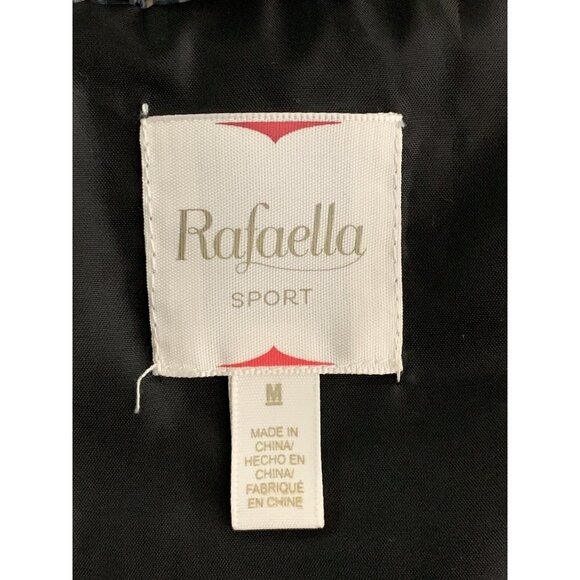 Rafaella
SPORT
M
MADE IN
CHINA/
HECHO EN
CHINA/
FABRIQUÉ
EN CHINE